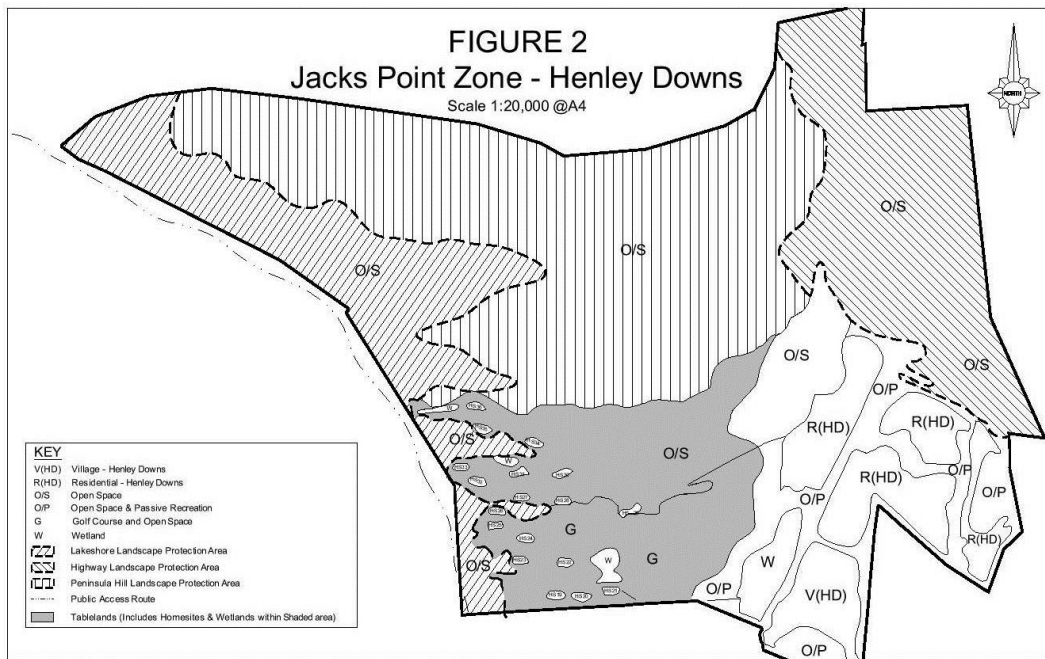 FIGURE 2
Jacks Point Zone - Henley Downs
Scale 1:20,000 @A4
NORTH
O/S
O/S
O/S
O/S
O/S
O/P
R(HD)
R(HD)
O/S
O/S
W
W
W
W
O/P
O/P
R(HD)
O/P
R(HD)
G
G
O/S
W
O/P
V(HD)
O/P
KEY
V(HD) Village - Henley Downs
R(HD) Residential - Henley Downs
O/S Open Space
O/P Open Space & Passive Recreation
G Golf Course and Open Space
W Wetland
Lakeshore Landscape Protection Area
Highway Landscape Protection Area
Peninsula Hill Landscape Protection Area
Public Access Route
Tablelands (Includes Homesites & Wetlands within Shaded area)